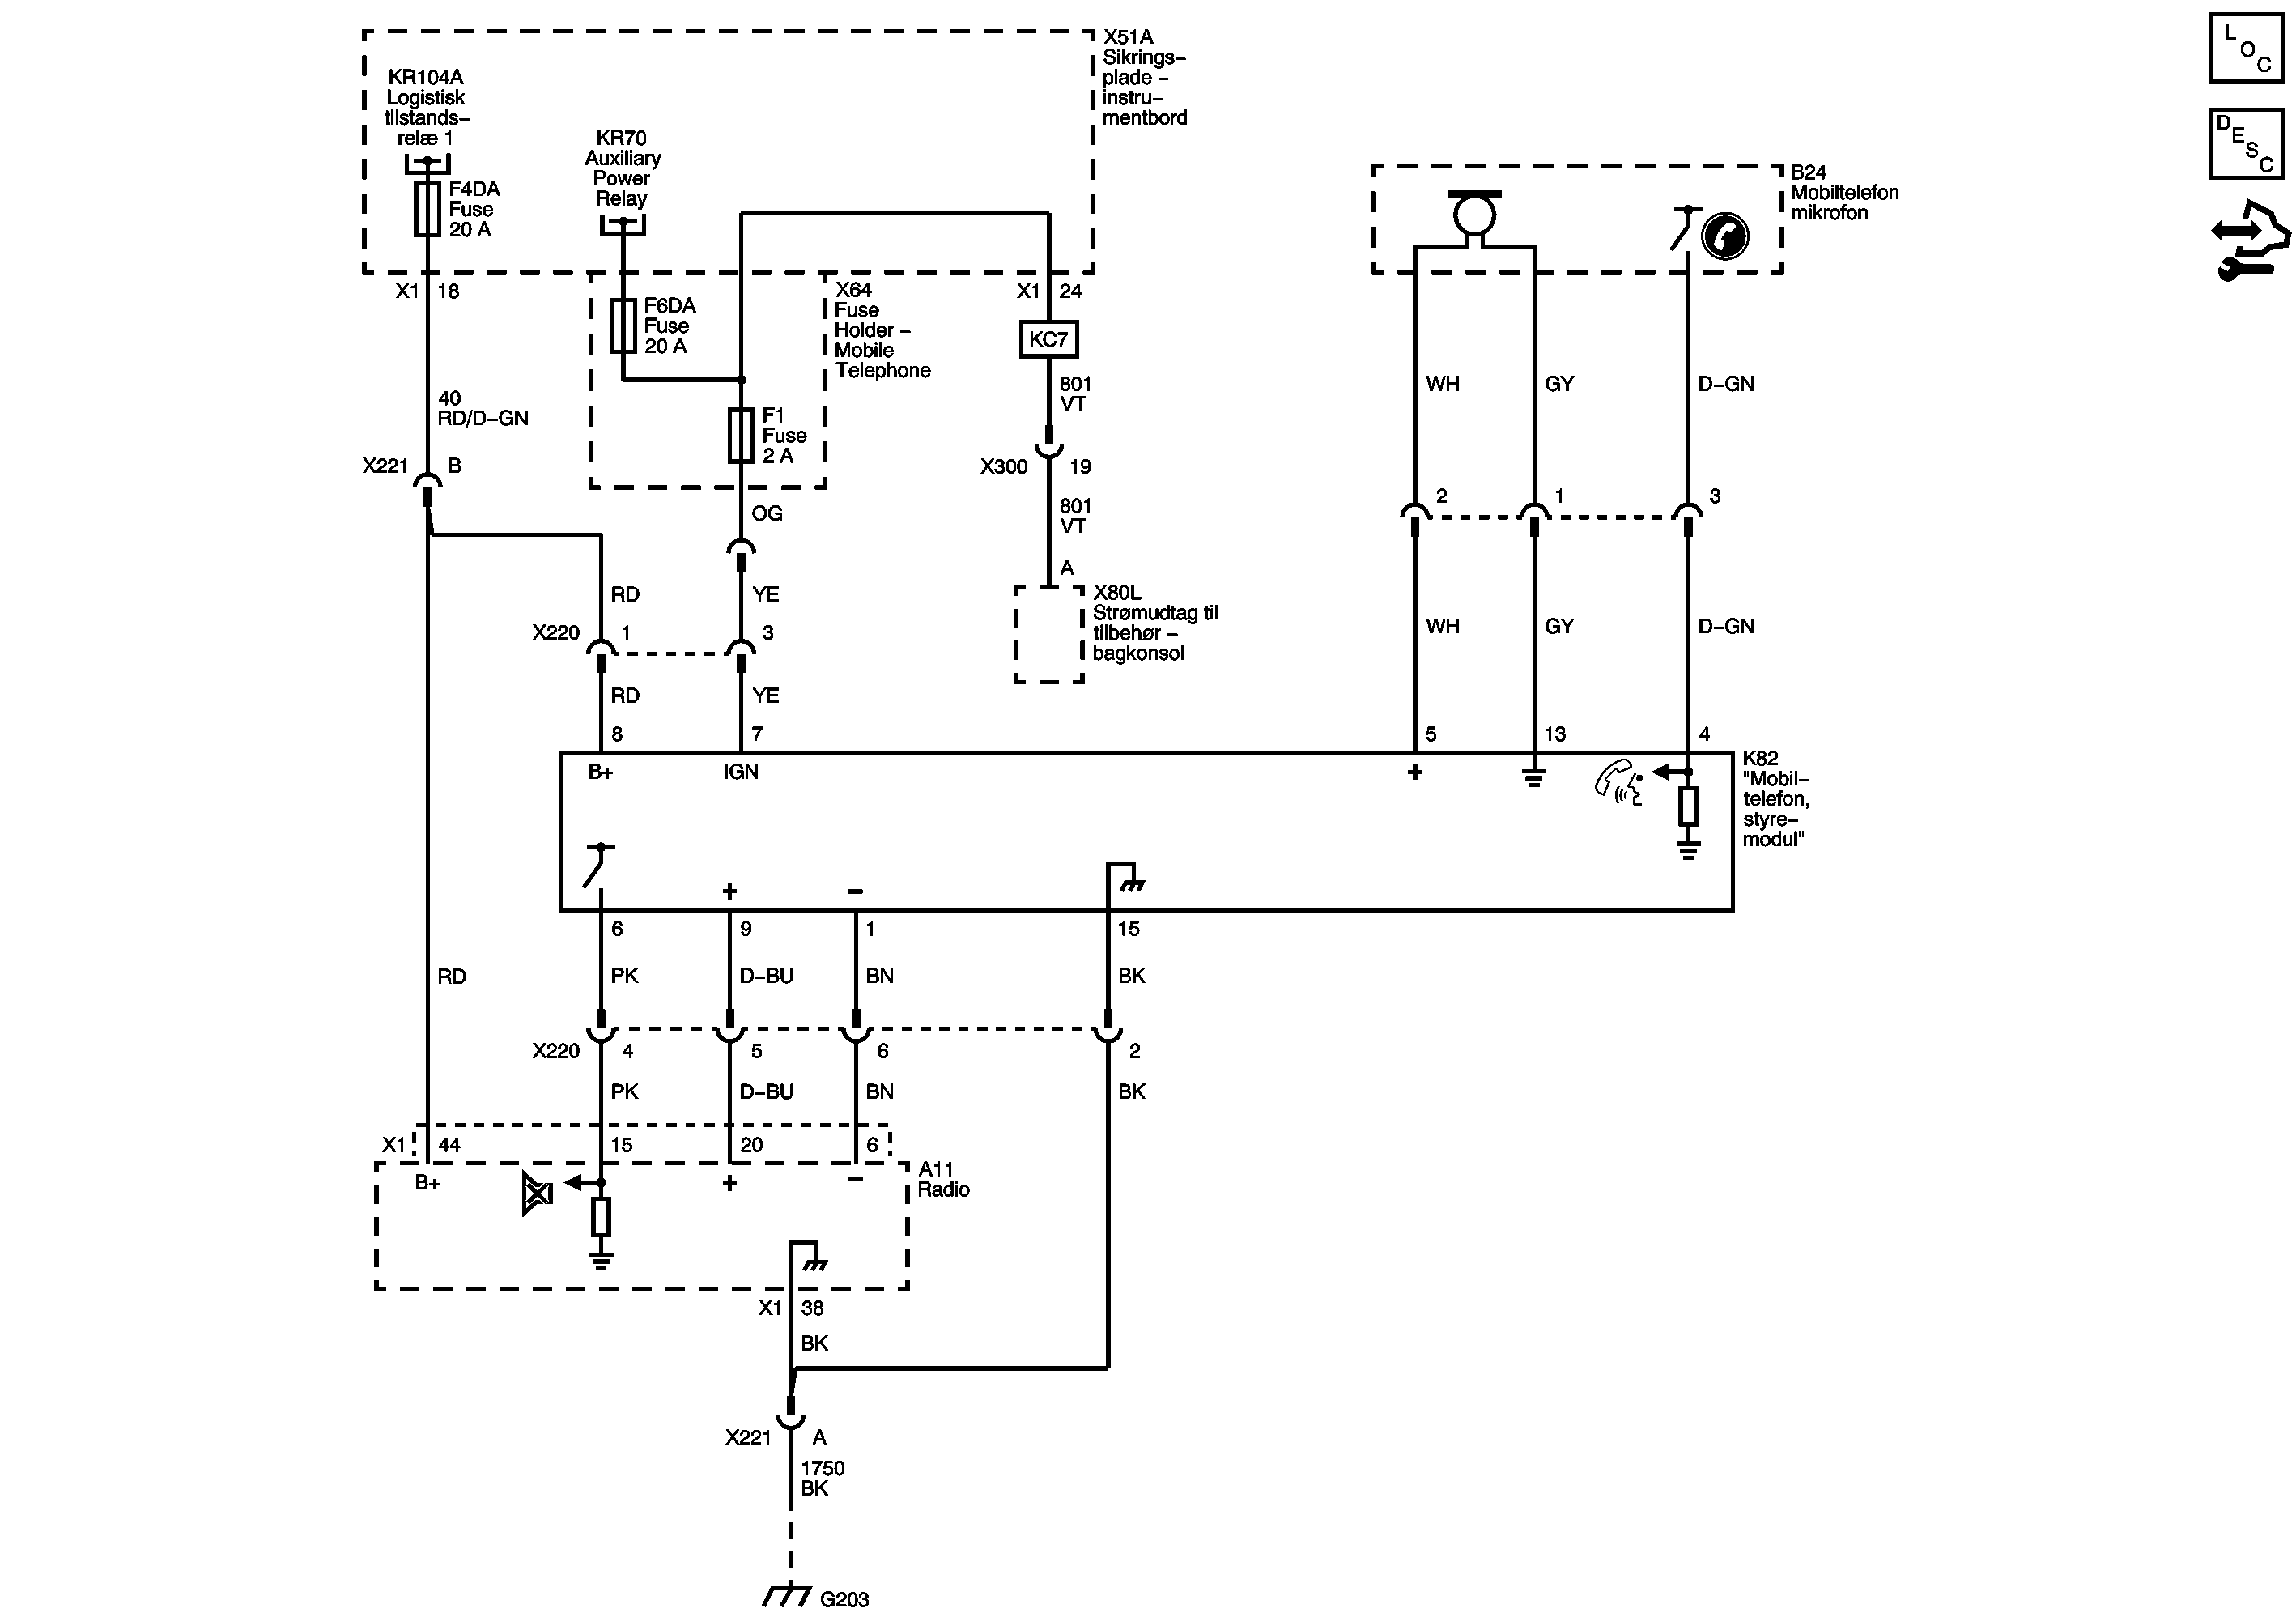 X51A
Sikrings–
plade –
instru–
mentbord
KR104A
Logistisk
tilstands–
relæ 1
F4DA
Fuse
20 A
KR70
Auxiliary
Power
Relay
L
O
C
D
E
S
C
B24
Mobiltelefon
mikrofon
X1 18
F6DA
Fuse
20 A
X64
Fuse
Holder –
Mobile
Telephone
X1 24
KC7
801
VT
WH
GY
D–GN
40
RD/D–GN
F1
Fuse
2 A
X221 B
X300 19
2
1
3
OG
801
VT
A
X80L
Strømudtag til
tilbehør –
bagkonsol
RD
YE
X220 1
3
WH
GY
D–GN
RD
YE
8
7
5
13
4
B+
IGN
+
K82
"Mobil–
telefon,
styre–
modul"
+
–
6
9
1
15
RD
PK
D–BU
BN
BK
X220 4
5
6
2
PK
D–BU
BN
BK
X1 44
15
20
6
B+
+
–
A11
Radio
X1 38
BK
X221 A
1750
BK
G203